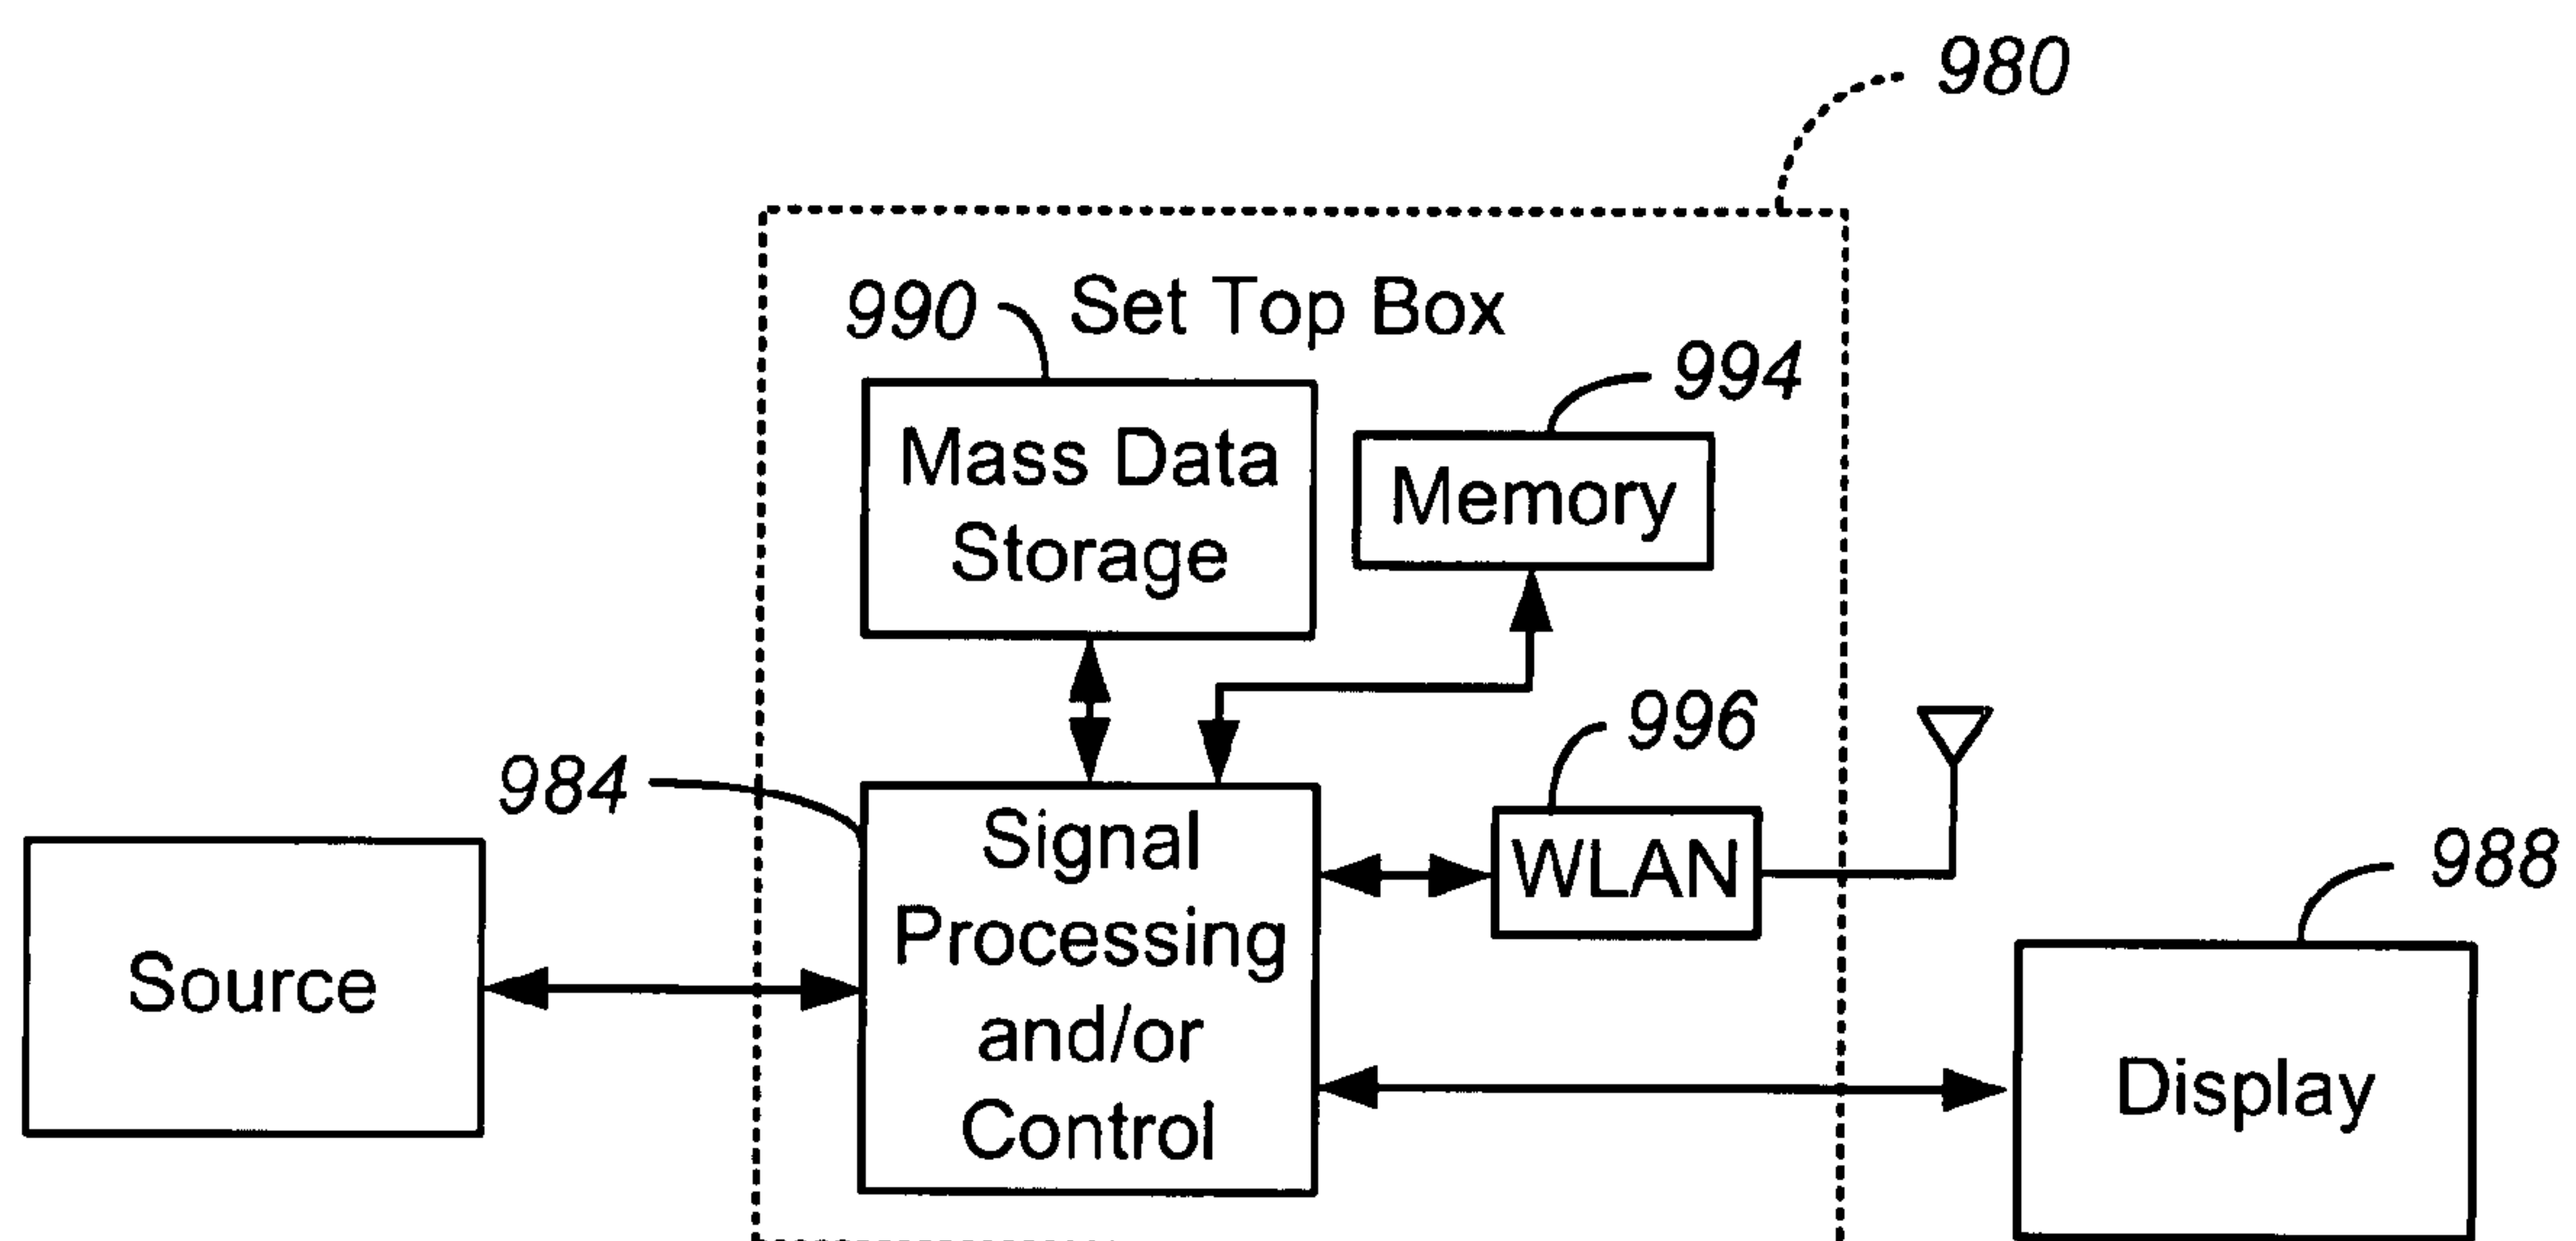 980
990
Set Top Box
994
Mass Data
Storage
Memory
996
984
Signal
Processing
and/or
Control
WLAN
988
Source
Display